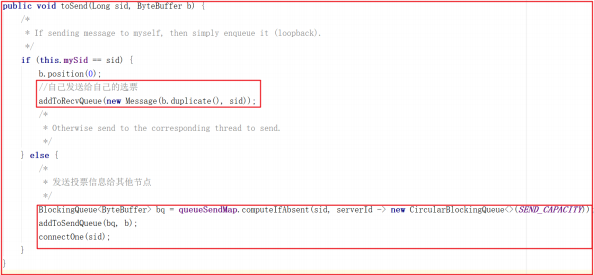 public void toSend(Long sid, ByteBuffer b) {
/*
* If sending message to myself, then simply enqueue it (loopback).
*/
if (this.mySid == sid) {
b.position(0);
//自己发送给自己的选票
addToRecvQueue(new Message(b.duplicate(), sid));
/*
* Otherwise send to the corresponding thread to send.
*/
} else {
/*
* 发送投票信息给其他节点
*/
BlockingQueue<ByteBuffer> bq = queueSendMap.computeIfAbsent(sid, serverId -> new CircularBlockingQueue<>(SEND_CAPACITY));
addToSendQueue(bq, b);
connectOne(sid);
}
}